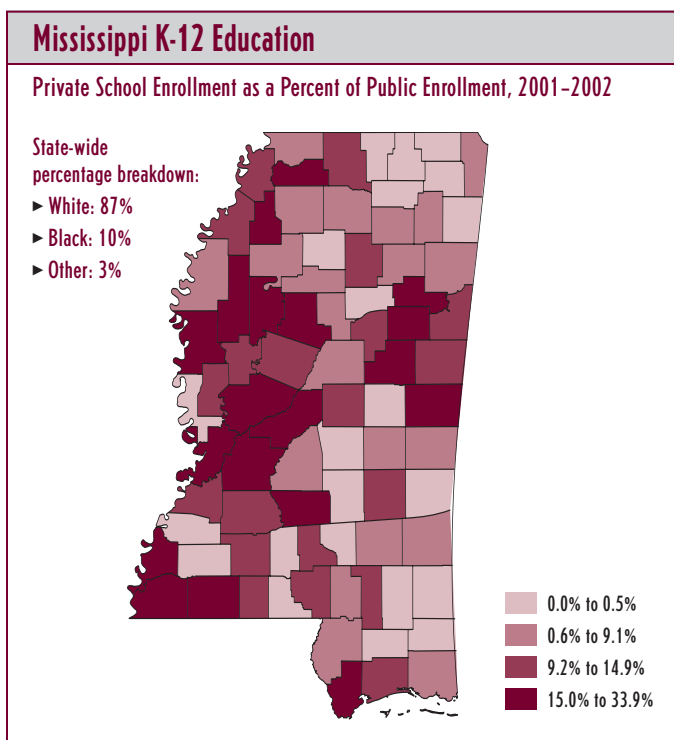 Mississippi K-12 Education
Private School Enrollment as a Percent of Public Enrollment, 2001–2002
State-wide
percentage breakdown:
► White: 87%
► Black: 10%
► Other: 3%
0.0% to 0.5%
0.6% to 9.1%
9.2% to 14.9%
15.0% to 33.9%